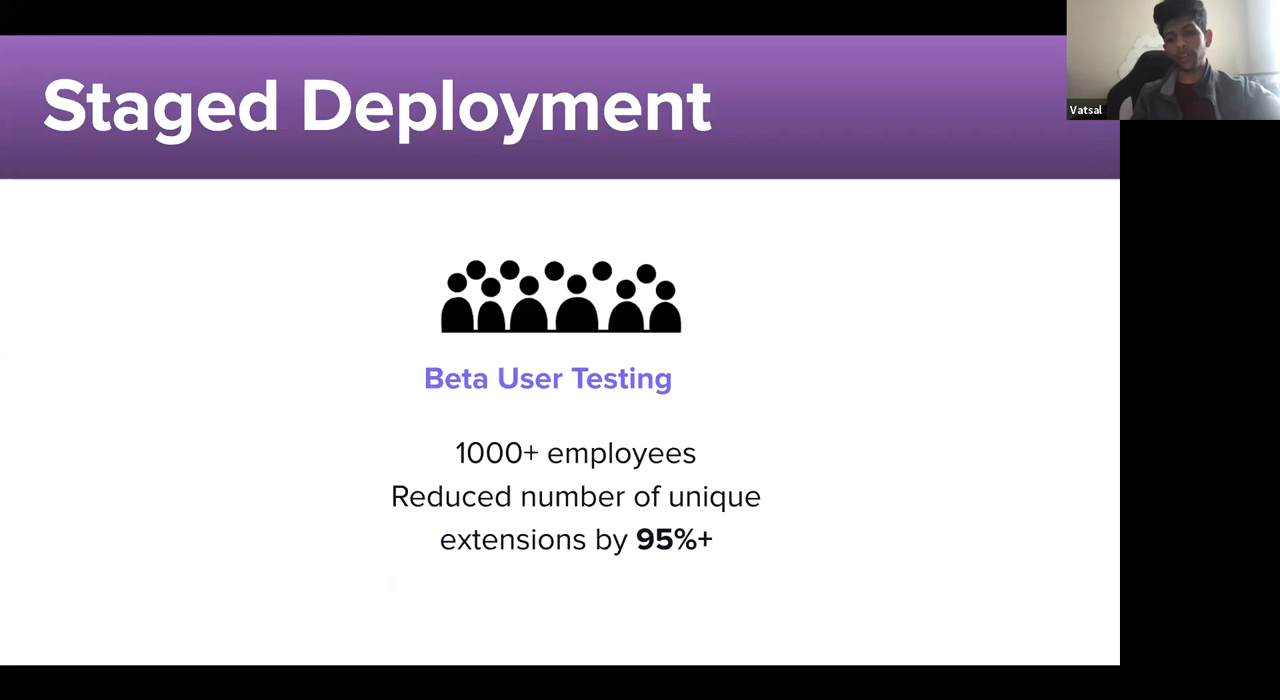 Staged Deployment
Vatsal
Beta User Testing
1000+ employees
Reduced number of unique
extensions by 95%+